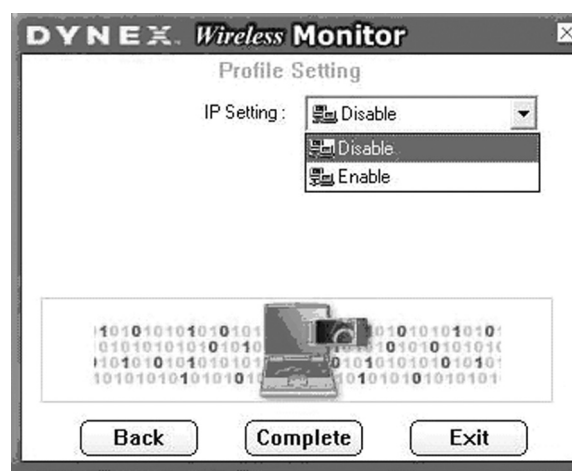 DYNEX Wireless Monitor
Profile Setting
IP Setting : Disable
Disable
Enable
Back Complete Exit